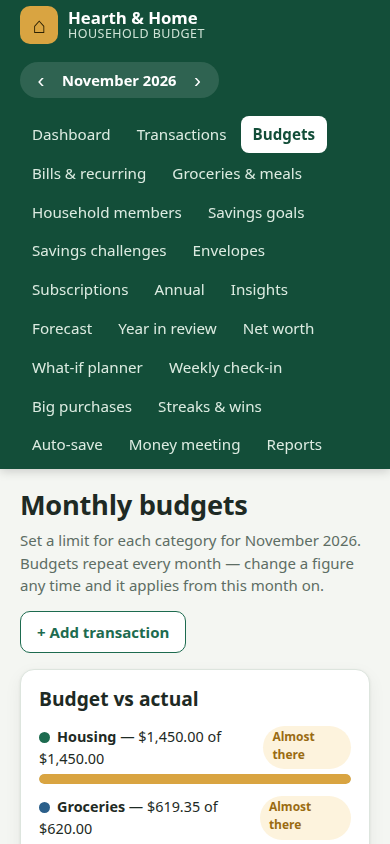 Hearth & Home
HOUSEHOLD BUDGET
‹ November 2026 ›
Dashboard Transactions Budgets
Bills & recurring Groceries & meals
Household members Savings goals
Savings challenges Envelopes
Subscriptions Annual Insights
Forecast Year in review Net worth
What-if planner Weekly check-in
Big purchases Streaks & wins
Auto-save Money meeting Reports
Monthly budgets
Set a limit for each category for November 2026.
Budgets repeat every month — change a figure
any time and it applies from this month on.
+ Add transaction
Budget vs actual
Housing — $1,450.00 of
$1,450.00
Almost
there
Groceries — $619.35 of
$620.00
Almost
there